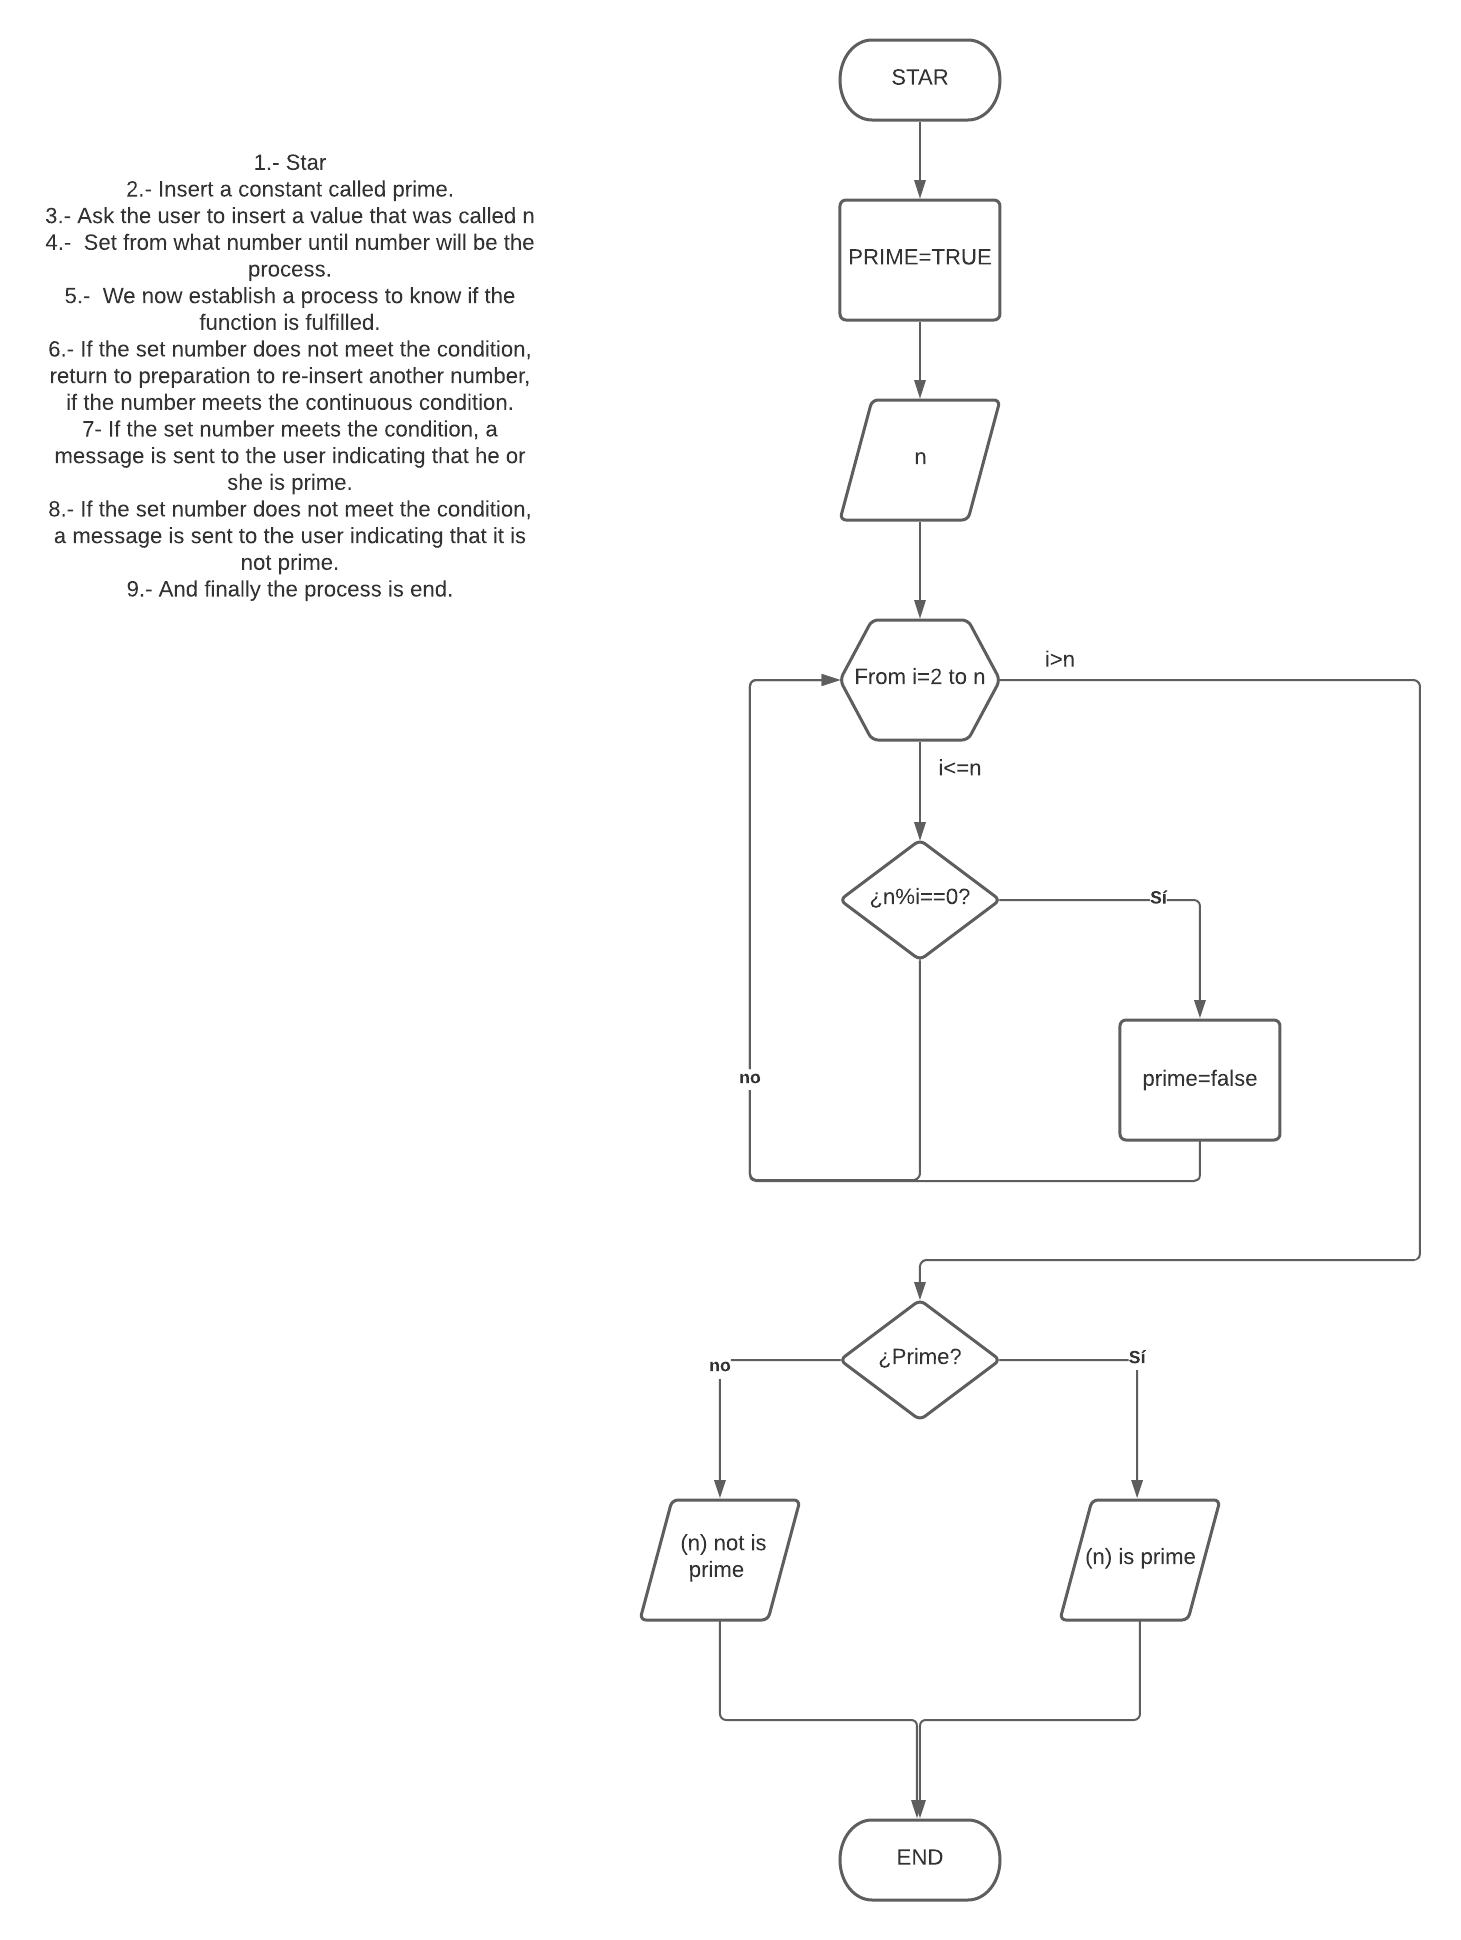 STAR
1.- Star
2.- Insert a constant called prime.
3.- Ask the user to insert a value that was called n
4.-  Set from what number until number will be the
process.
5.-  We now establish a process to know if the
function is fulfilled.
6.- If the set number does not meet the condition,
return to preparation to re-insert another number,
if the number meets the continuous condition.
7- If the set number meets the condition, a
message is sent to the user indicating that he or
she is prime.
8.- If the set number does not meet the condition,
a message is sent to the user indicating that it is
not prime.
9.- And finally the process is end.
PRIME=TRUE
n
From i=2 to n
i>n
i<=n
¿n%i==0?
Sí
prime=false
no
¿Prime?
no
Sí
(n) not is
prime
(n) is prime
END